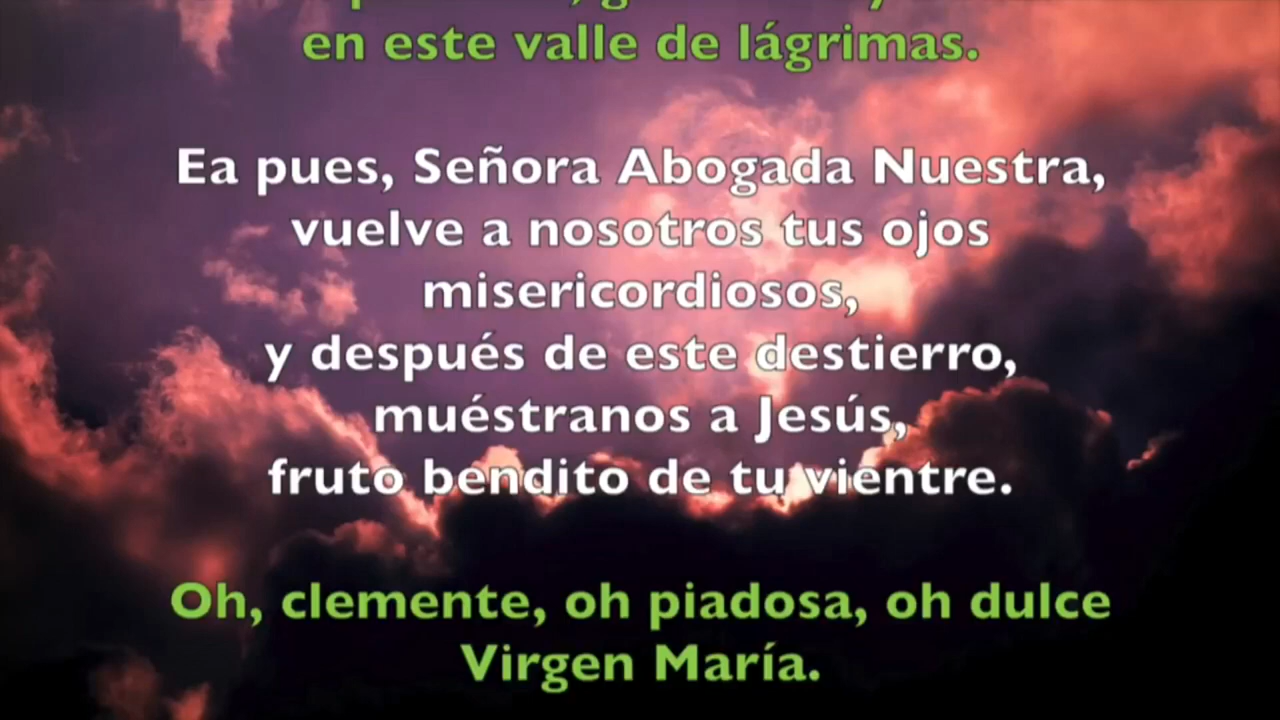 en este valle de lágrimas.
Ea pues, Señora Abogada Nuestra,
vuelve a nosotros tus ojos
misericordiosos,
y después de este destierro,
muéstranos a Jesús,
fruto bendito de tu vientre.
Oh, clemente, oh piadosa, oh dulce
Virgen María.